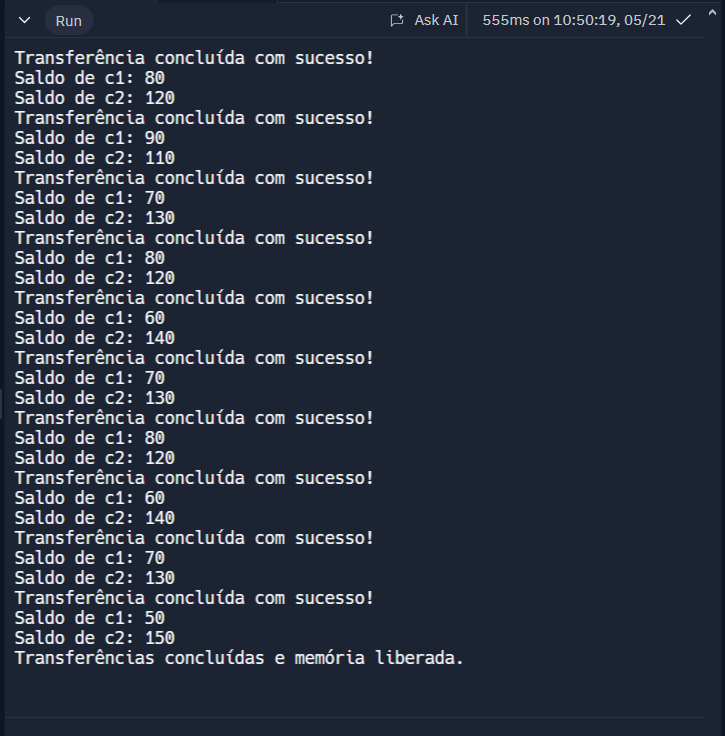 Run
Ask AI
555ms on 10:50:19, 05/21
Transferência concluída com sucesso!
Saldo de c1: 80
Saldo de c2: 120
Transferência concluída com sucesso!
Saldo de c1: 90
Saldo de c2: 110
Transferência concluída com sucesso!
Saldo de c1: 70
Saldo de c2: 130
Transferência concluída com sucesso!
Saldo de c1: 80
Saldo de c2: 120
Transferência concluída com sucesso!
Saldo de c1: 60
Saldo de c2: 140
Transferência concluída com sucesso!
Saldo de c1: 70
Saldo de c2: 130
Transferência concluída com sucesso!
Saldo de c1: 80
Saldo de c2: 120
Transferência concluída com sucesso!
Saldo de c1: 60
Saldo de c2: 140
Transferência concluída com sucesso!
Saldo de c1: 70
Saldo de c2: 130
Transferência concluída com sucesso!
Saldo de c1: 50
Saldo de c2: 150
Transferências concluídas e memória liberada.